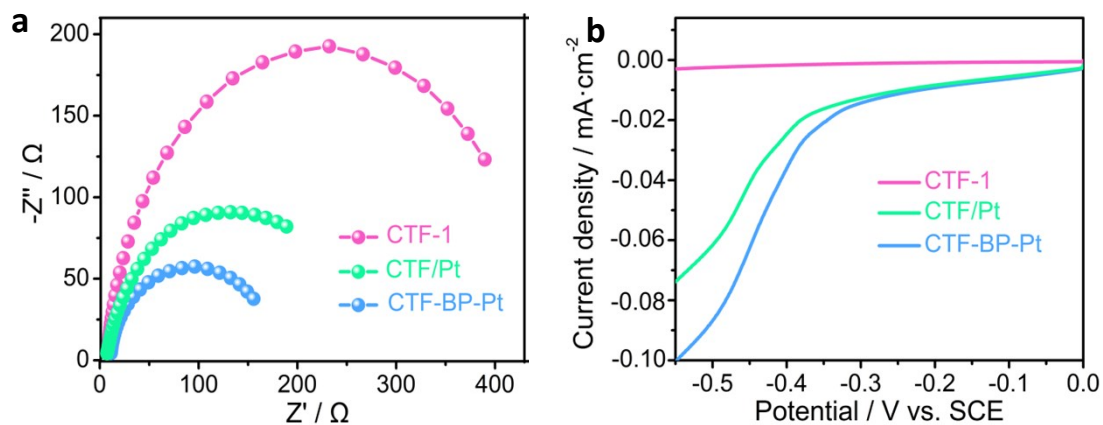 a
200
150
100
50
0
-Z'' / Ω
CTF-1
CTF/Pt
CTF-BP-Pt
0 100 200 300 400
Z' / Ω
b
0.00
-0.02
-0.04
-0.06
-0.08
-0.10
Current density / mA·cm⁻²
CTF-1
CTF/Pt
CTF-BP-Pt
-0.5 -0.4 -0.3 -0.2 -0.1 0.0
Potential / V vs. SCE